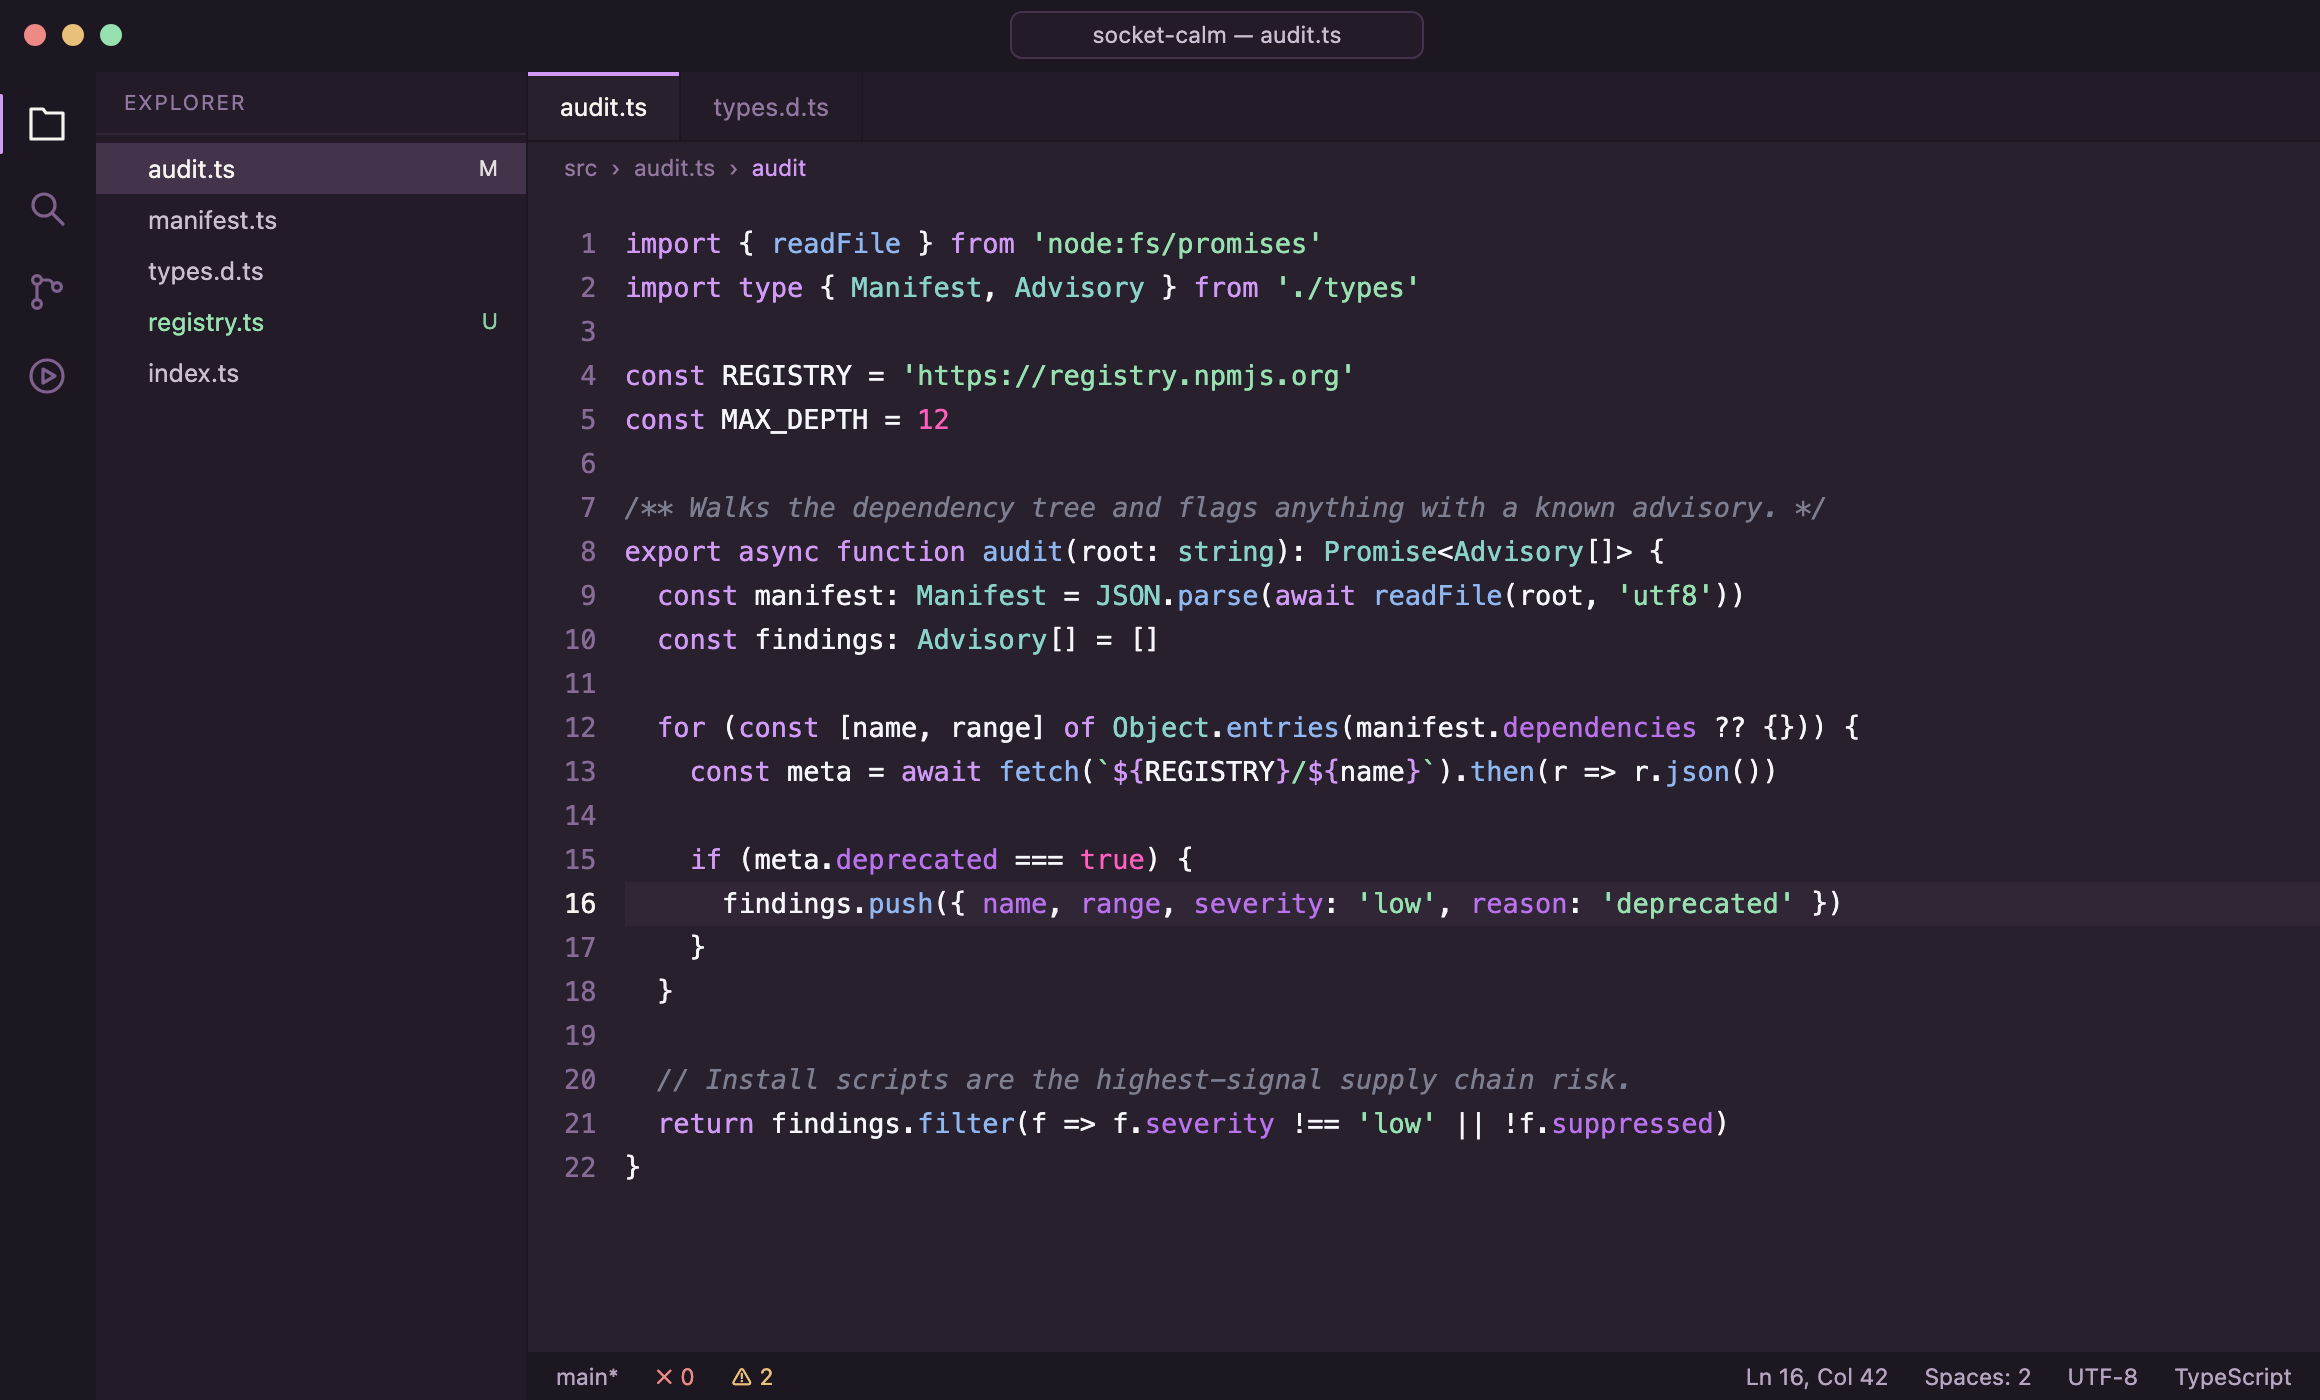 socket-calm — audit.ts
EXPLORER
audit.ts M
manifest.ts
types.d.ts
registry.ts U
index.ts
audit.ts types.d.ts
src › audit.ts › audit
1 import { readFile } from 'node:fs/promises'
2 import type { Manifest, Advisory } from './types'
3
4 const REGISTRY = 'https://registry.npmjs.org'
5 const MAX_DEPTH = 12
6
7 /** Walks the dependency tree and flags anything with a known advisory. */
8 export async function audit(root: string): Promise<Advisory[]> {
9   const manifest: Manifest = JSON.parse(await readFile(root, 'utf8'))
10   const findings: Advisory[] = []
11
12   for (const [name, range] of Object.entries(manifest.dependencies ?? {})) {
13     const meta = await fetch(`${REGISTRY}/${name}`).then(r => r.json())
14
15     if (meta.deprecated === true) {
16       findings.push({ name, range, severity: 'low', reason: 'deprecated' })
17     }
18   }
19
20   // Install scripts are the highest-signal supply chain risk.
21   return findings.filter(f => f.severity !== 'low' || !f.suppressed)
22 }
main* 0 2 Ln 16, Col 42 Spaces: 2 UTF-8 TypeScript